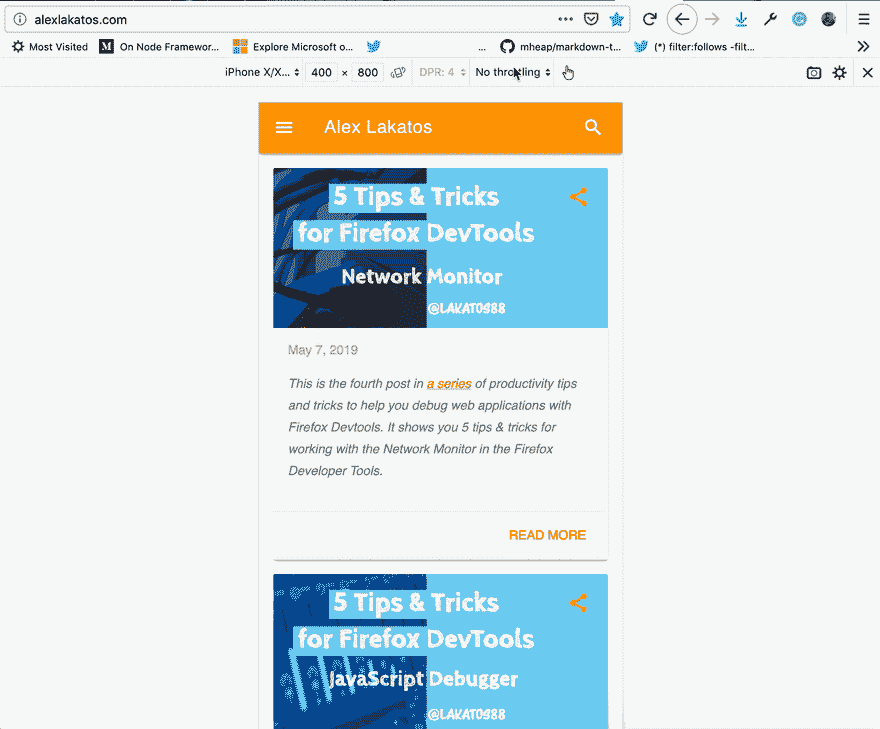 alexlakatos.com
Most Visited On Node Framewor... Explore Microsoft o... ... mheap/markdown-t... (*) filter:follows -filt...
iPhone X/X... 400 × 800 DPR: 4 No throttling
Alex Lakatos
5 Tips & Tricks
for Firefox DevTools
Network Monitor
@LAKATOS88
May 7, 2019
This is the fourth post in a series of productivity tips
and tricks to help you debug web applications with
Firefox Devtools. It shows you 5 tips & tricks for
working with the Network Monitor in the Firefox
Developer Tools.
READ MORE
5 Tips & Tricks
for Firefox DevTools
JavaScript Debugger
@LAKATOS88